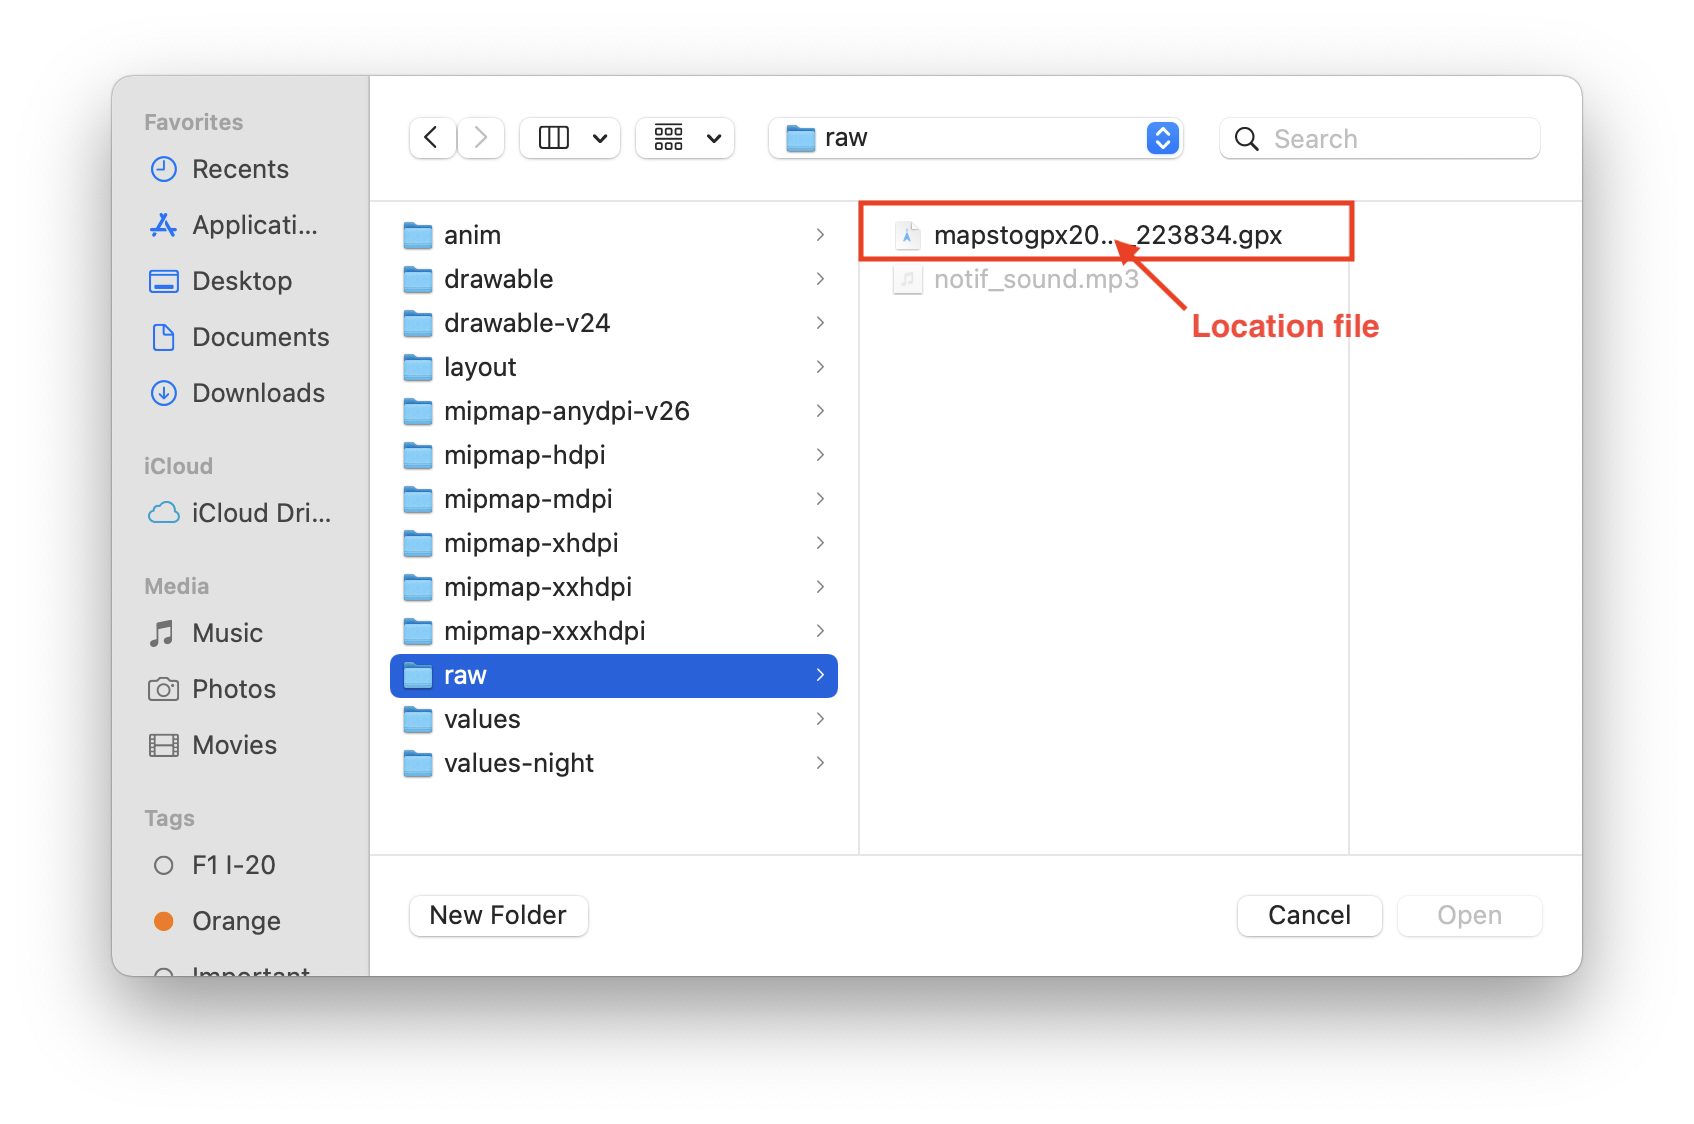 Favorites
Recents
Applicati...
Desktop
Documents
Downloads
iCloud
iCloud Dri...
Media
Music
Photos
Movies
Tags
F1 I-20
Orange
Important
raw
Search
anim
drawable
drawable-v24
layout
mipmap-anydpi-v26
mipmap-hdpi
mipmap-mdpi
mipmap-xhdpi
mipmap-xxhdpi
mipmap-xxxhdpi
raw
values
values-night
mapstogpx20..._223834.gpx
notif_sound.mp3
Location file
New Folder
Cancel
Open